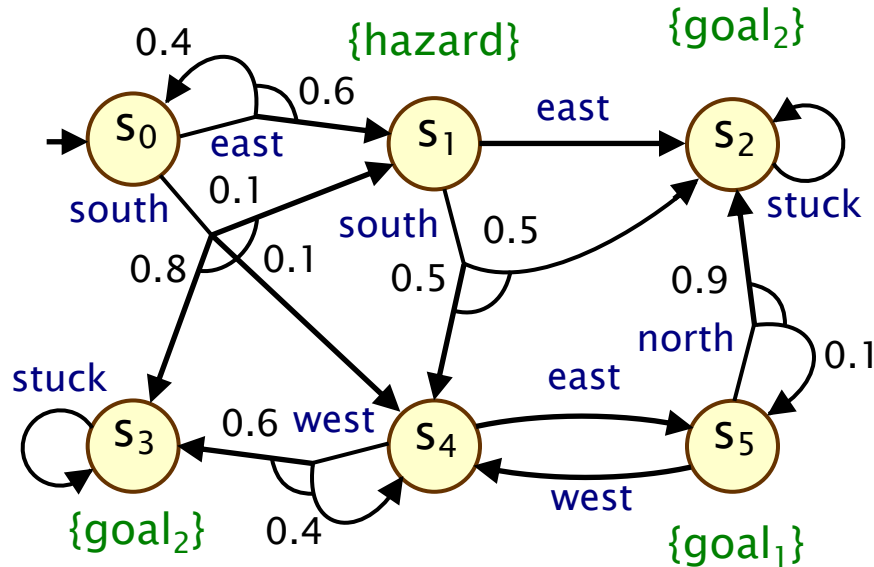 {goal₂}
{hazard}
0.4
0.6
east
s₀
east
s₁
s₂
0.1
stuck
south
south
0.5
0.8
0.1
0.5
0.9
north
0.1
stuck
east
0.6
west
s₃
s₄
s₅
west
0.4
{goal₂}
{goal₁}